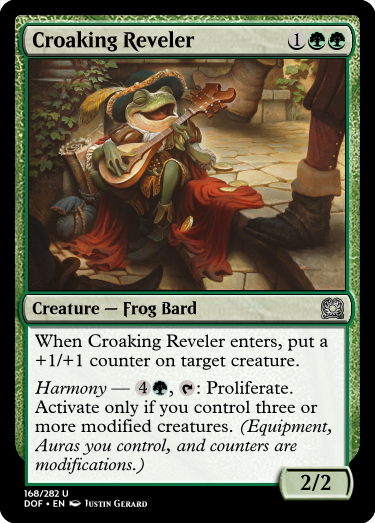 Croaking Reveler 1
Creature — Frog Bard
When Croaking Reveler enters, put a
+1/+1 counter on target creature.
Harmony — 4, : Proliferate.
Activate only if you control three or
more modified creatures. (Equipment,
Auras you control, and counters are
modifications.)
2/2
168/282 U
DOF • EN Justin Gerard